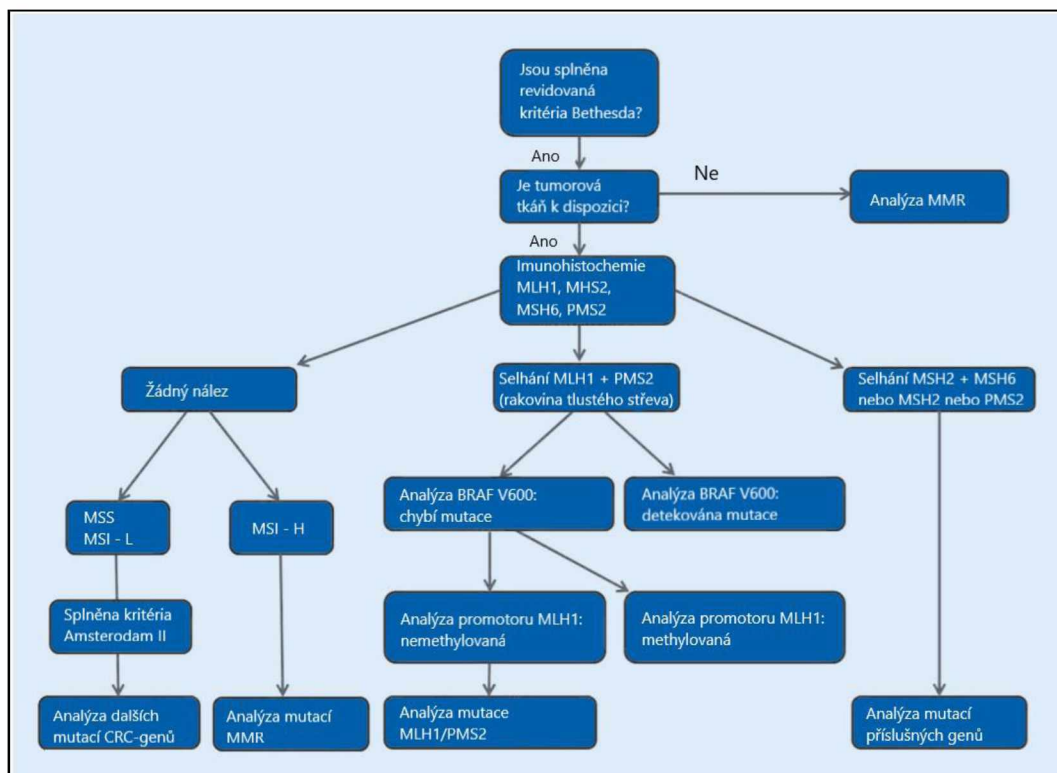 Jsou splněna
revidovaná
kritéria Bethesda?
Ano
Je tumorová
tkáň k dispozici?
Ne
Analýza MMR
Ano
Imunohistochemie
MLH1, MHS2,
MSH6, PMS2
Žádný nález
Selhání MLH1 + PMS2
(rakovina tlustého střeva)
Selhání MSH2 + MSH6
nebo MSH2 nebo PMS2
MSS
MSI - L
MSI - H
Analýza BRAF V600:
chybí mutace
Analýza BRAF V600:
detekována mutace
Splněna kritéria
Amsterodam II
Analýza promotoru MLH1:
nemethylovaná
Analýza promotoru MLH1:
methylovaná
Analýza dalších
mutací CRC-genů
Analýza mutací
MMR
Analýza mutace
MLH1/PMS2
Analýza mutací
příslušných genů